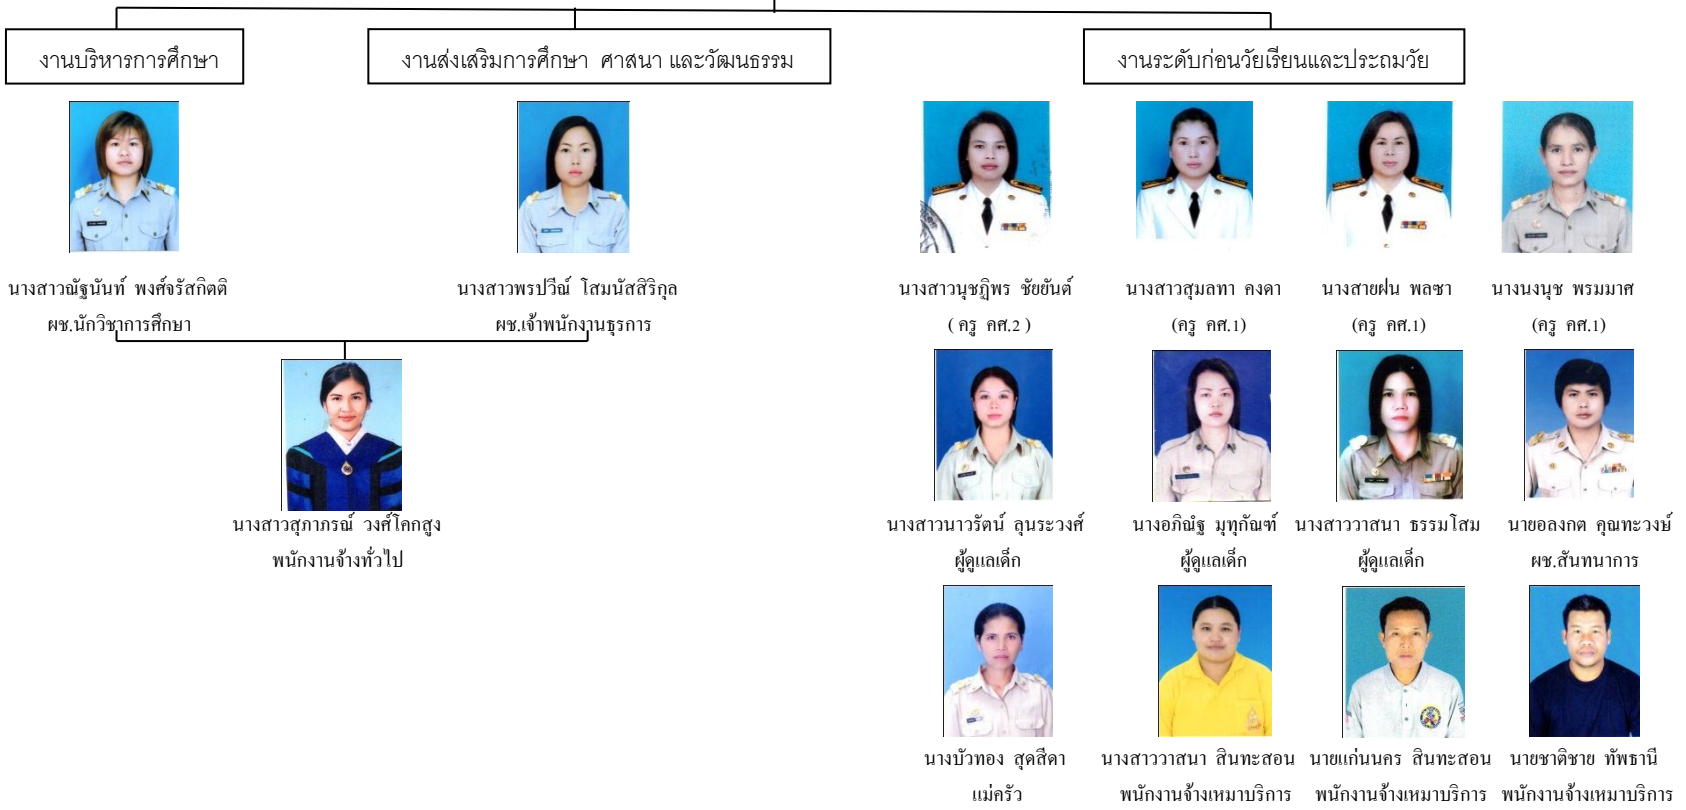 งานบริหารการศึกษา
งานส่งเสริมการศึกษา ศาสนา และวัฒนธรรม
งานระดับก่อนวัยเรียนและประถมวัย
นางสาวณัฐนันท์ พงศ์จรัสกิตติ
ผช.นักวิชาการศึกษา
นางสาวพรปวีณ์ โสมนัสสิริกุล
ผช.เจ้าพนักงานธุรการ
นางสาวนุชฎิพร ชัยยันต์
( ครู คศ.2 )
นางสาวสุมลทา คงดา
(ครู คศ.1)
นางสายฝน พลซา
(ครู คศ.1)
นางนงนุช พรมมาศ
(ครู คศ.1)
นางสาวสุภาภรณ์ วงศ์โคกสูง
พนักงานจ้างทั่วไป
นางสาวนาวรัตน์ ลุนระวงศ์
ผู้ดูแลเด็ก
นางอภิณัฐ มุทุกัณฑ์
ผู้ดูแลเด็ก
นางสาววาสนา ธรรมโสม
ผู้ดูแลเด็ก
นายอลงกต คุณทะวงษ์
ผช.สันทนาการ
นางบัวทอง สุดสีดา
แม่ครัว
นางสาววาสนา สินทะสอน
พนักงานจ้างเหมาบริการ
นายแก่นนคร สินทะสอน
พนักงานจ้างเหมาบริการ
นายชาติชาย ทัพธานี
พนักงานจ้างเหมาบริการ